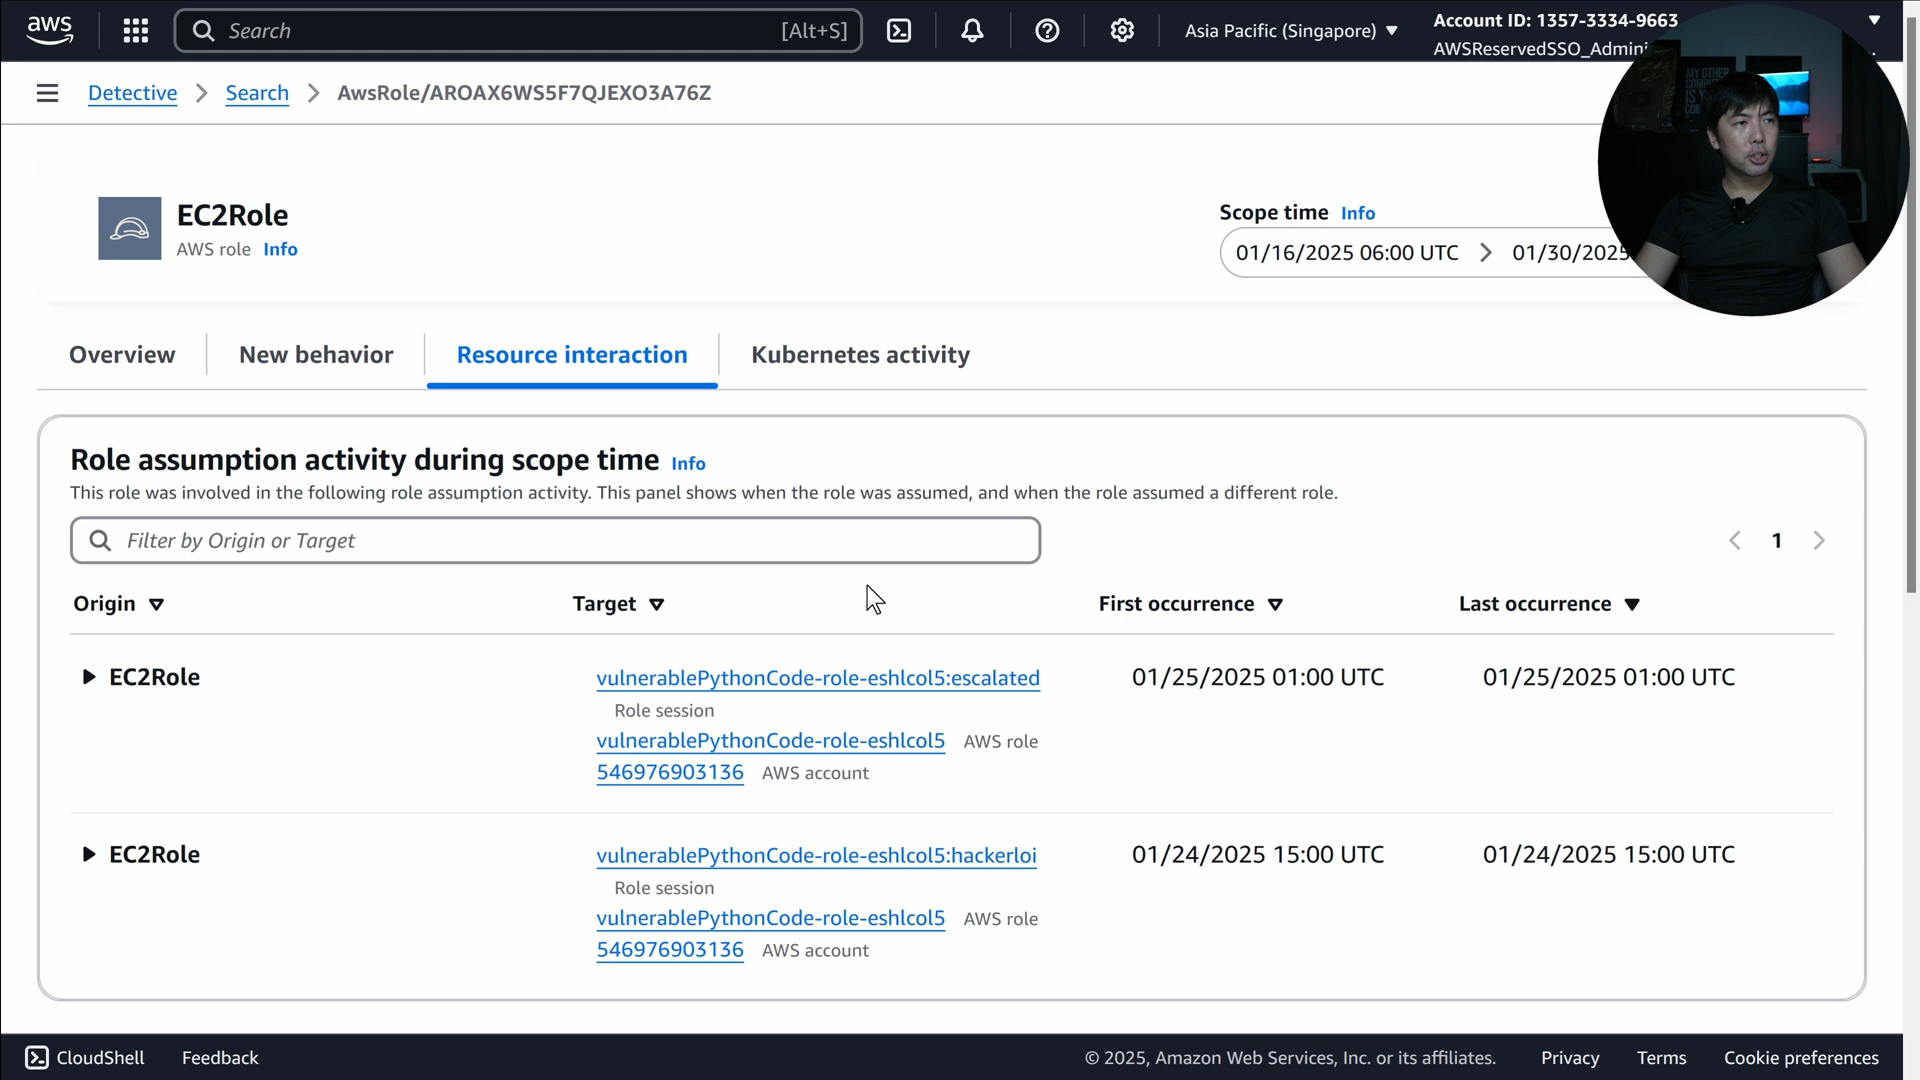 aws
Search
[Alt+S]
Asia Pacific (Singapore)
Account ID: 1357-3334-9663
AWSReservedSSO_Admini
Detective
Search
AwsRole/AROAX6WS5F7QJEXO3A76Z
MY OTHER
EC2Role
AWS role Info
Scope time Info
01/16/2025 06:00 UTC
01/30/2025
Overview
New behavior
Resource interaction
Kubernetes activity
Role assumption activity during scope time Info
This role was involved in the following role assumption activity. This panel shows when the role was assumed, and when the role assumed a different role.
Filter by Origin or Target
1
Origin
Target
First occurrence
Last occurrence
EC2Role
vulnerablePythonCode-role-eshlcol5:escalated
01/25/2025 01:00 UTC
01/25/2025 01:00 UTC
Role session
vulnerablePythonCode-role-eshlcol5 AWS role
546976903136 AWS account
EC2Role
vulnerablePythonCode-role-eshlcol5:hackerloi
01/24/2025 15:00 UTC
01/24/2025 15:00 UTC
Role session
vulnerablePythonCode-role-eshlcol5 AWS role
546976903136 AWS account
CloudShell
Feedback
© 2025, Amazon Web Services, Inc. or its affiliates.
Privacy
Terms
Cookie preferences